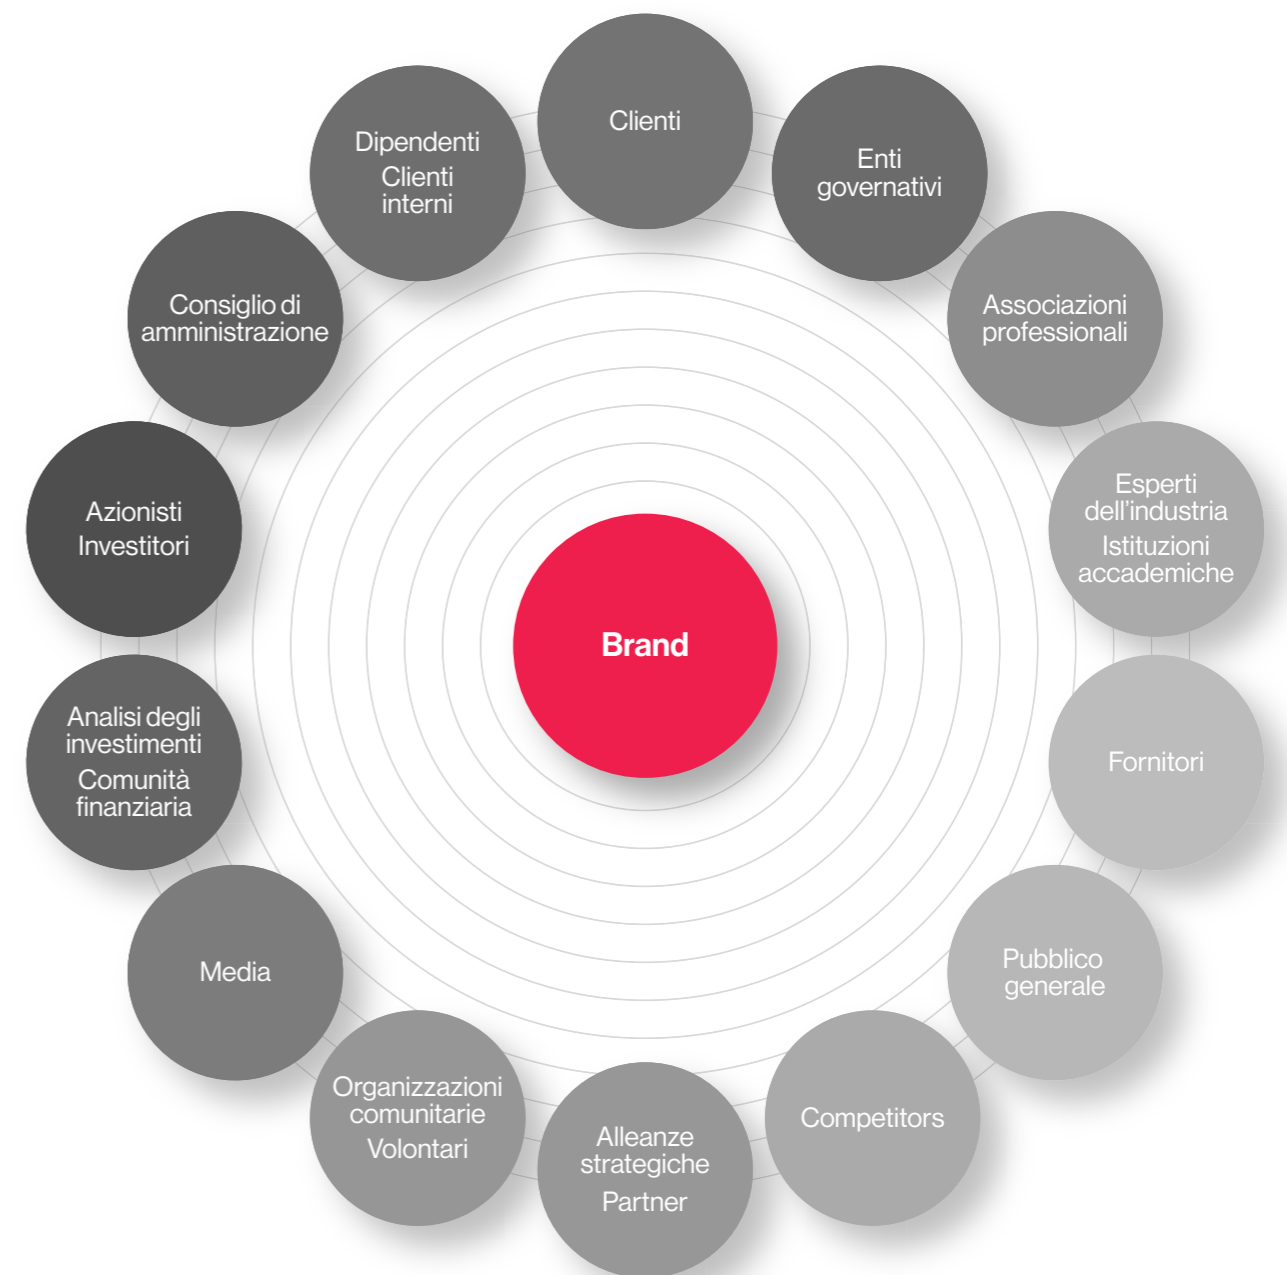 Clienti
Enti
governativi
Associazioni
professionali
Esperti
dell'industria
Istituzioni
accademiche
Fornitori
Pubblico
generale
Competitors
Alleanze
strategiche
Partner
Organizzazioni
comunitarie
Volontari
Media
Analisi degli
investimenti
Comunità
finanziaria
Azionisti
Investitori
Consiglio di
amministrazione
Dipendenti
Clienti
interni
Brand